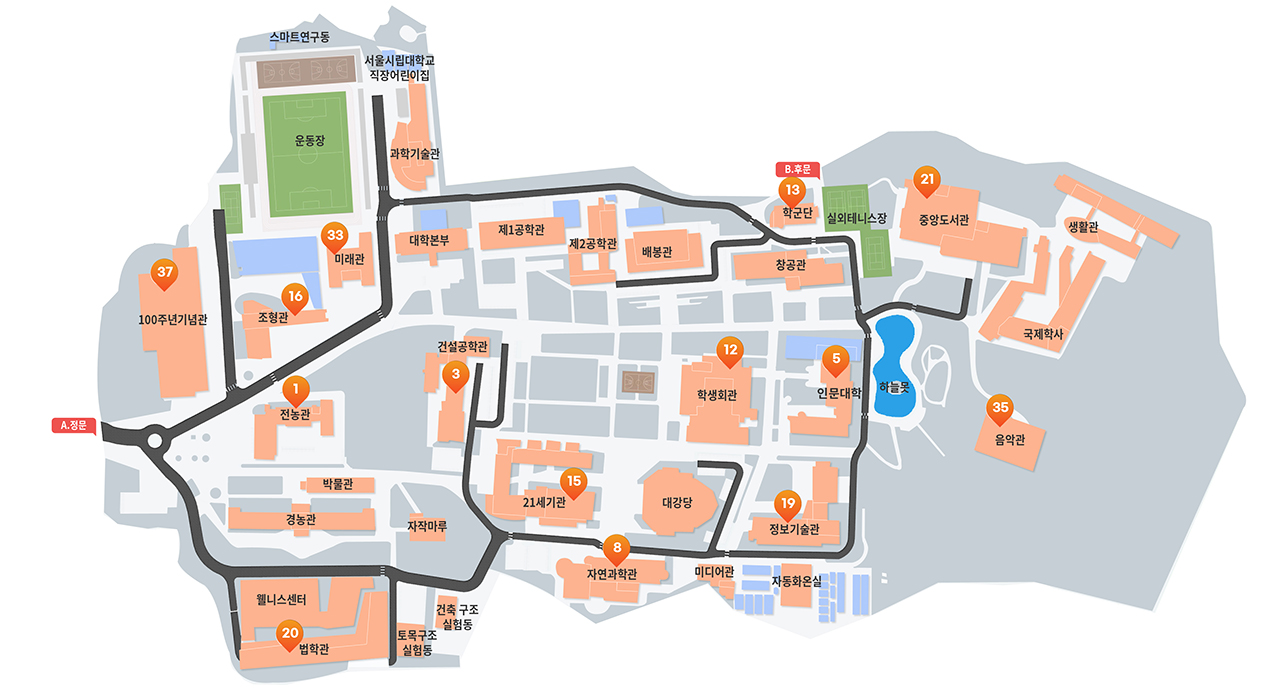 스마트연구동
서울시립대학교
직장어린이집
운동장
과학기술관
B.후문
13
학군단
21
실외테니스장
중앙도서관
생활관
33
미래관
대학본부
제1공학관
제2공학관
배봉관
창공관
37
16
100주년기념관
조형관
국제학사
건설공학관
12
5
3
학생회관
인문대학
하늘못
1
전농관
35
음악관
A.정문
박물관
15
21세기관
대강당
19
정보기술관
경농관
자작마루
8
자연과학관
미디어관
자동화온실
웰니스센터
건축 구조
실험동
20
법학관
토목구조
실험동